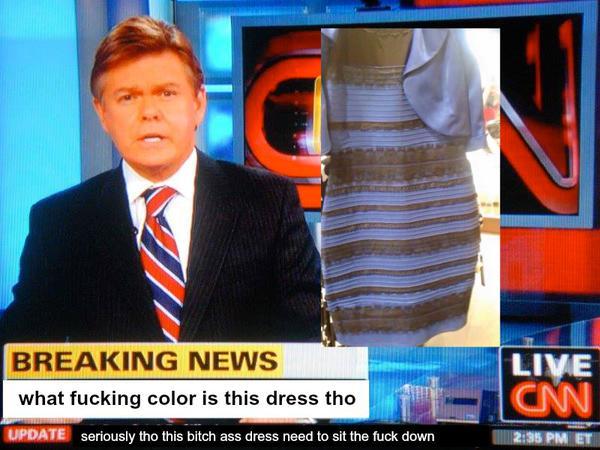 BREAKING NEWS
what fucking color is this dress tho
UPDATE seriously tho this bitch ass dress need to sit the fuck down
LIVE
CNN
2:35 PM ET